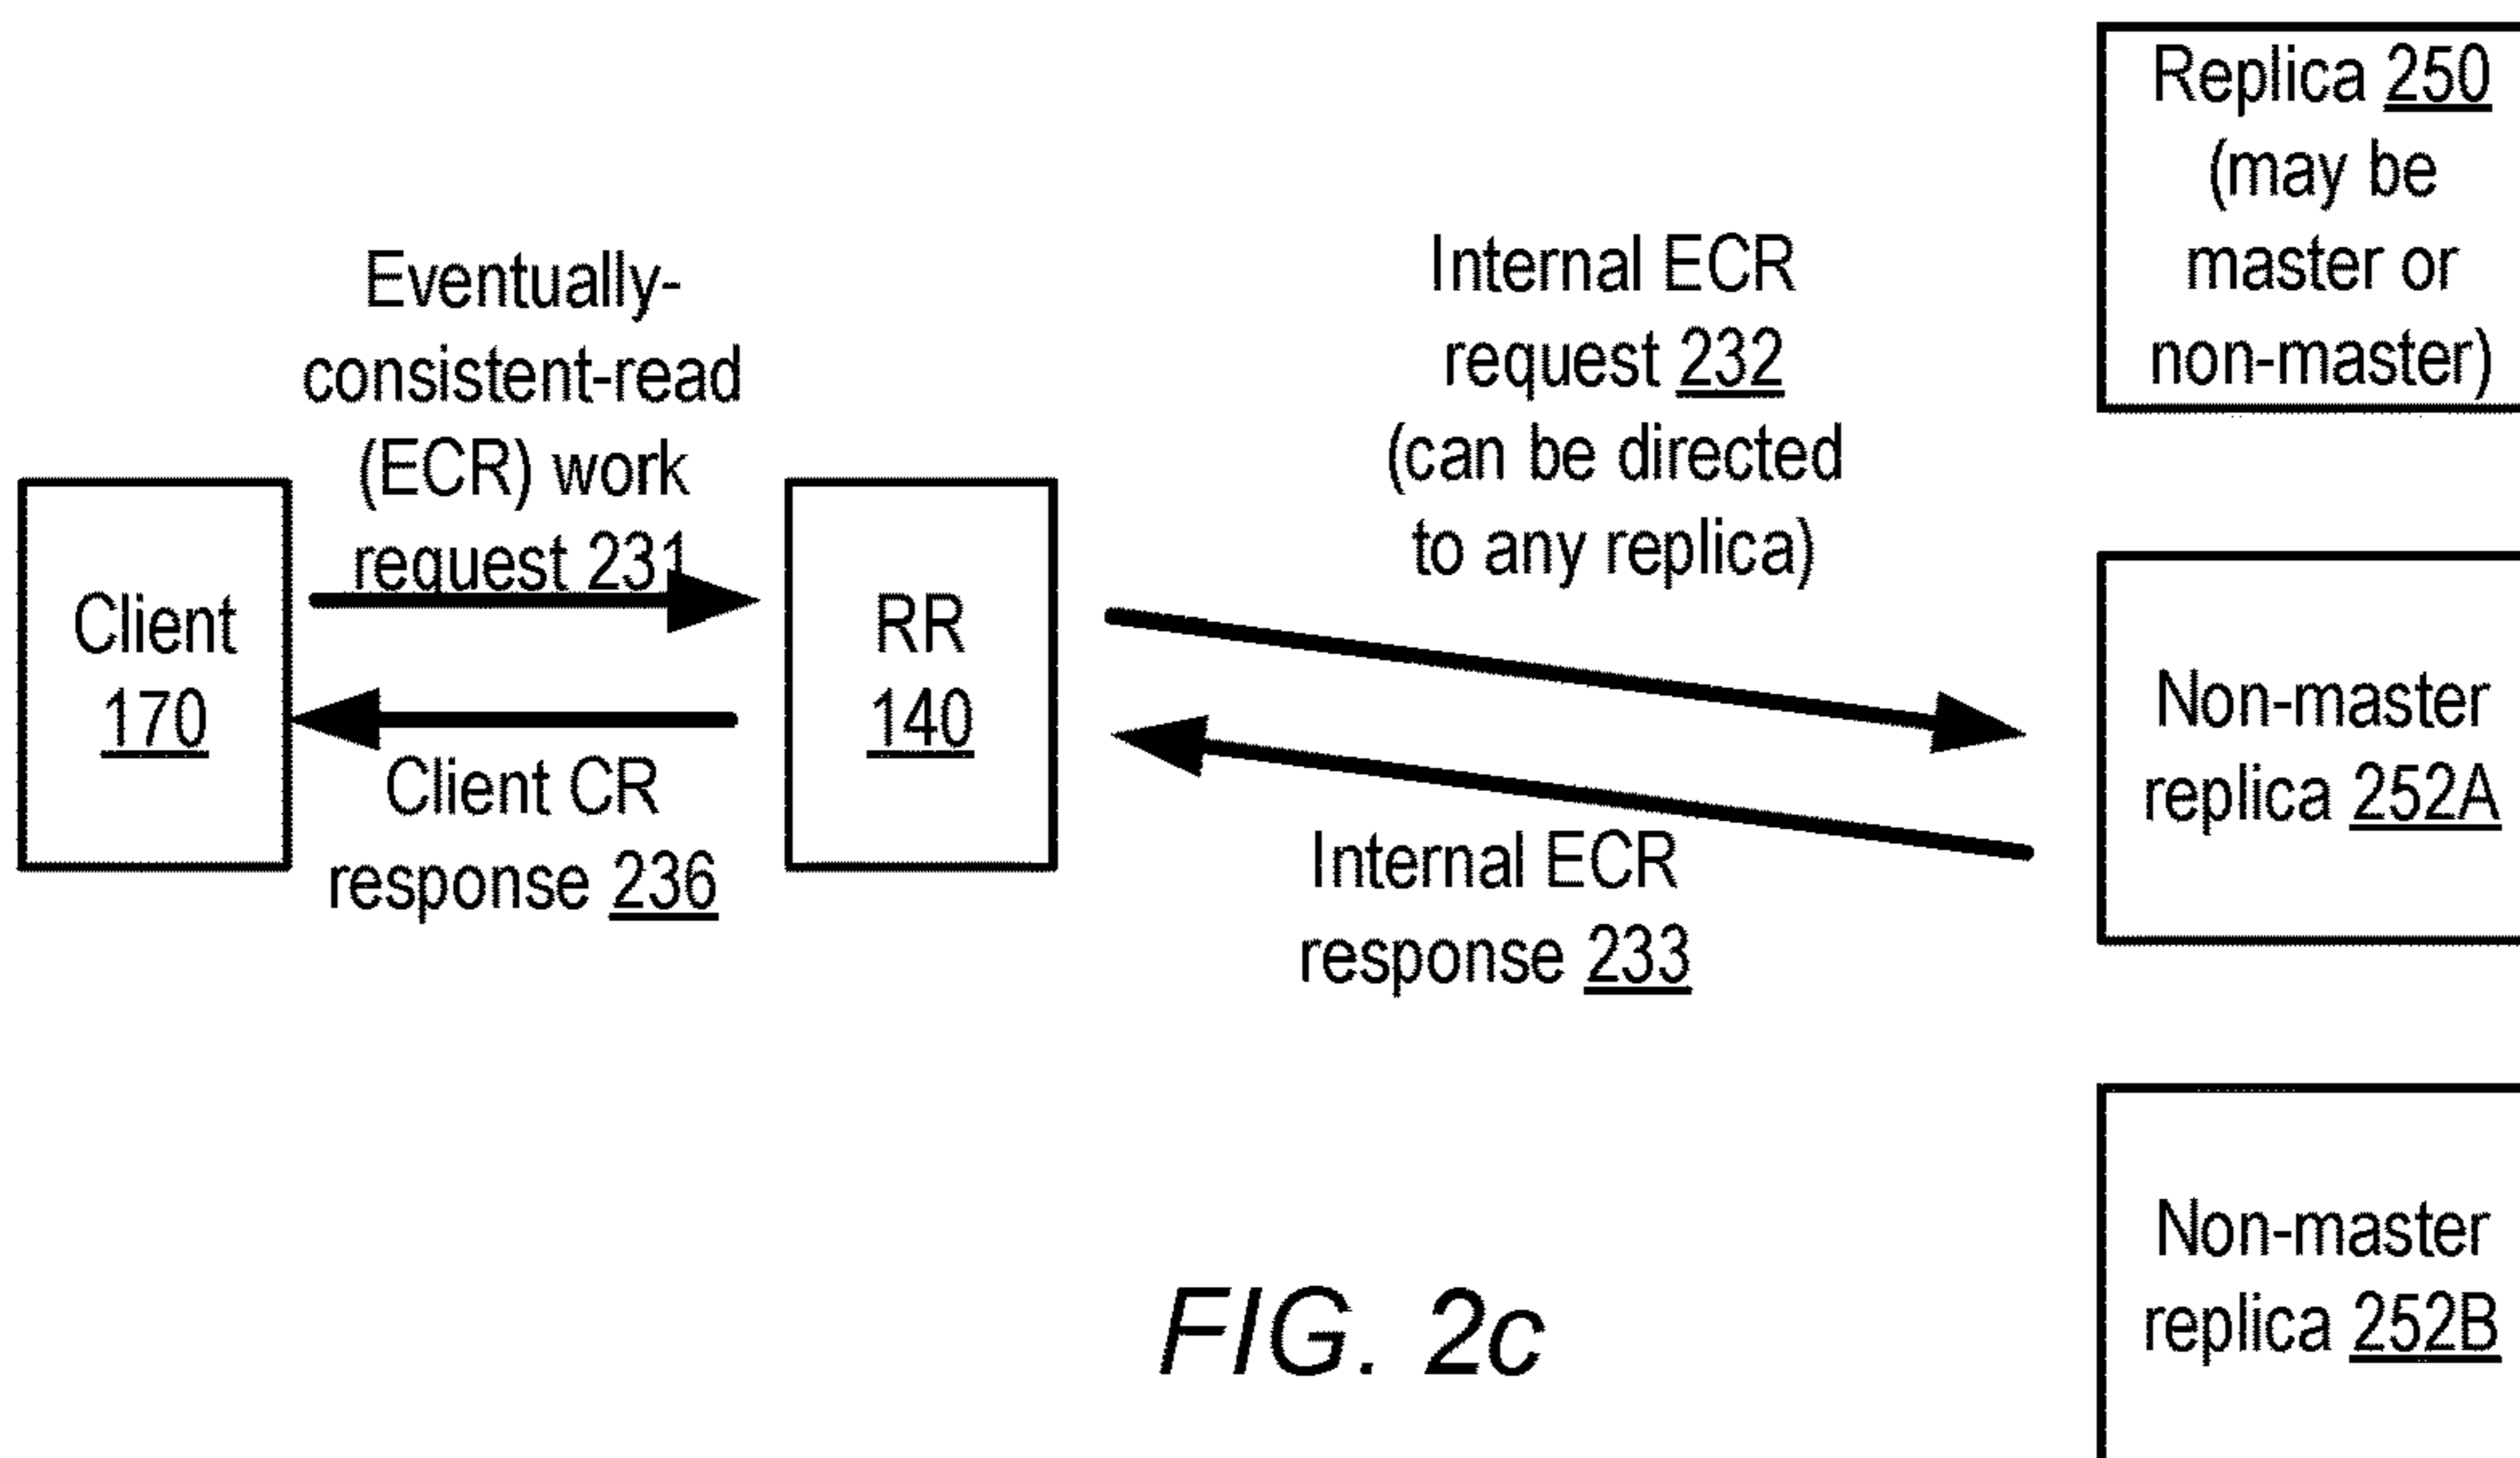 Replica 250
(may be
master or
non-master)
Eventually-
consistent-read
(ECR) work
request 231
Internal ECR
request 232
(can be directed
to any replica)
Client
170
RR
140
Client CR
response 236
Internal ECR
response 233
Non-master
replica 252A
Non-master
replica 252B
FIG. 2c